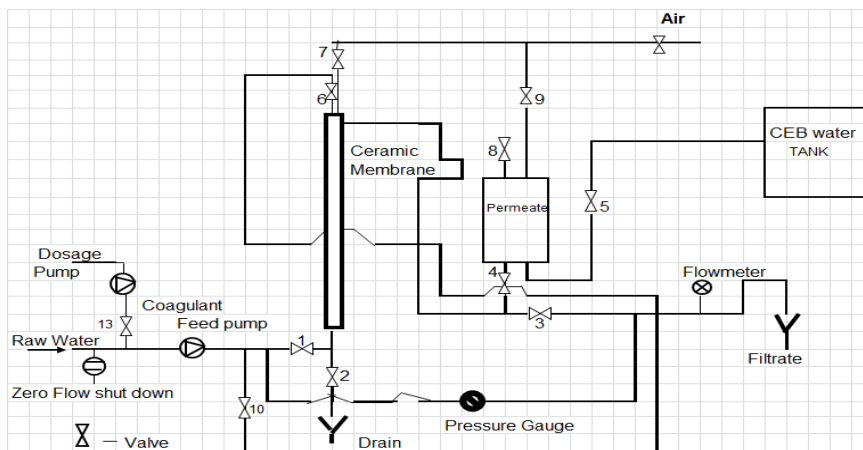 Air
7
6
9
CEB water
TANK
Ceramic
Membrane
8
Permeate
5
Dosage
Pump
4
Flowmeter
Coagulant
13
Feed pump
3
Raw Water
1
Filtrate
2
Zero Flow shut down
10
Pressure Gauge
Valve
Drain